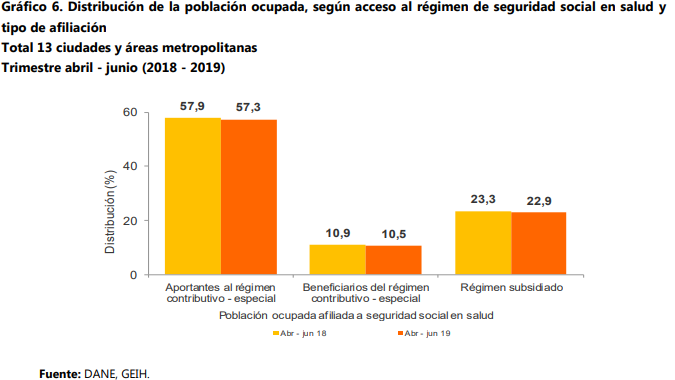 Gráfico 6. Distribución de la población ocupada, según acceso al régimen de seguridad social en salud y
tipo de afiliación
Total 13 ciudades y áreas metropolitanas
Trimestre abril - junio (2018 - 2019)
Distribución (%)
60
40
20
0
57,9
57,3
10,9
10,5
23,3
22,9
Aportantes al régimen
contributivo - especial
Beneficiarios del régimen
contributivo - especial
Régimen subsidiado
Población ocupada afiliada a seguridad social en salud
Abr - jun 18
Abr - jun 19
Fuente: DANE, GEIH.